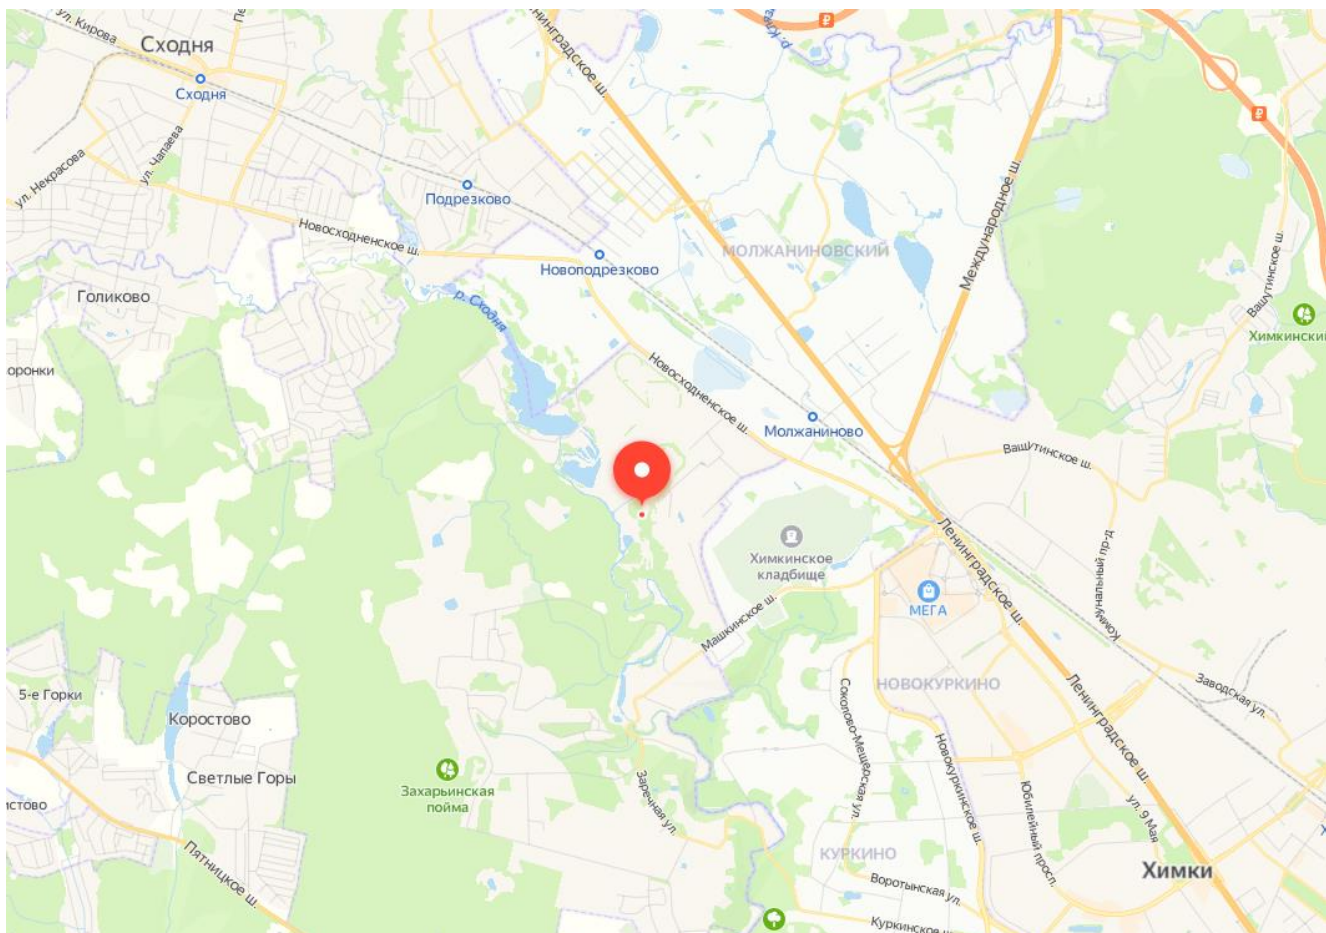 ул. Кирова
Сходня
Сходня
Ленинградское ш.
₽
₽
ул. Некрасова
ул. Чапаева
Подрезково
Новосходненское ш.
Новоподрезково
МОЛЖАНИНОВСКИЙ
Международное ш.
Вашутинское ш.
Голиково
р. Сходня
Химкинский
оронки
Новосходненское ш.
Молжаниново
Вашутинское ш.
Ленинградское ш.
Химкинское
кладбище
МЕГА
Коммунальный пр-д
Машкинское ш.
5-е Горки
Коростово
Соколово-Мещерская ул.
НОВОКУРКИНО
Ленинградское ш.
Заводская ул.
Светлые Горы
Захарьинская
пойма
Заречная ул.
Новокуркинское ш.
Юбилейный просп.
ул. 9 Мая
истово
Пятницкое ш.
КУРКИНО
Воротынская ул.
Химки
Куркинское ш.